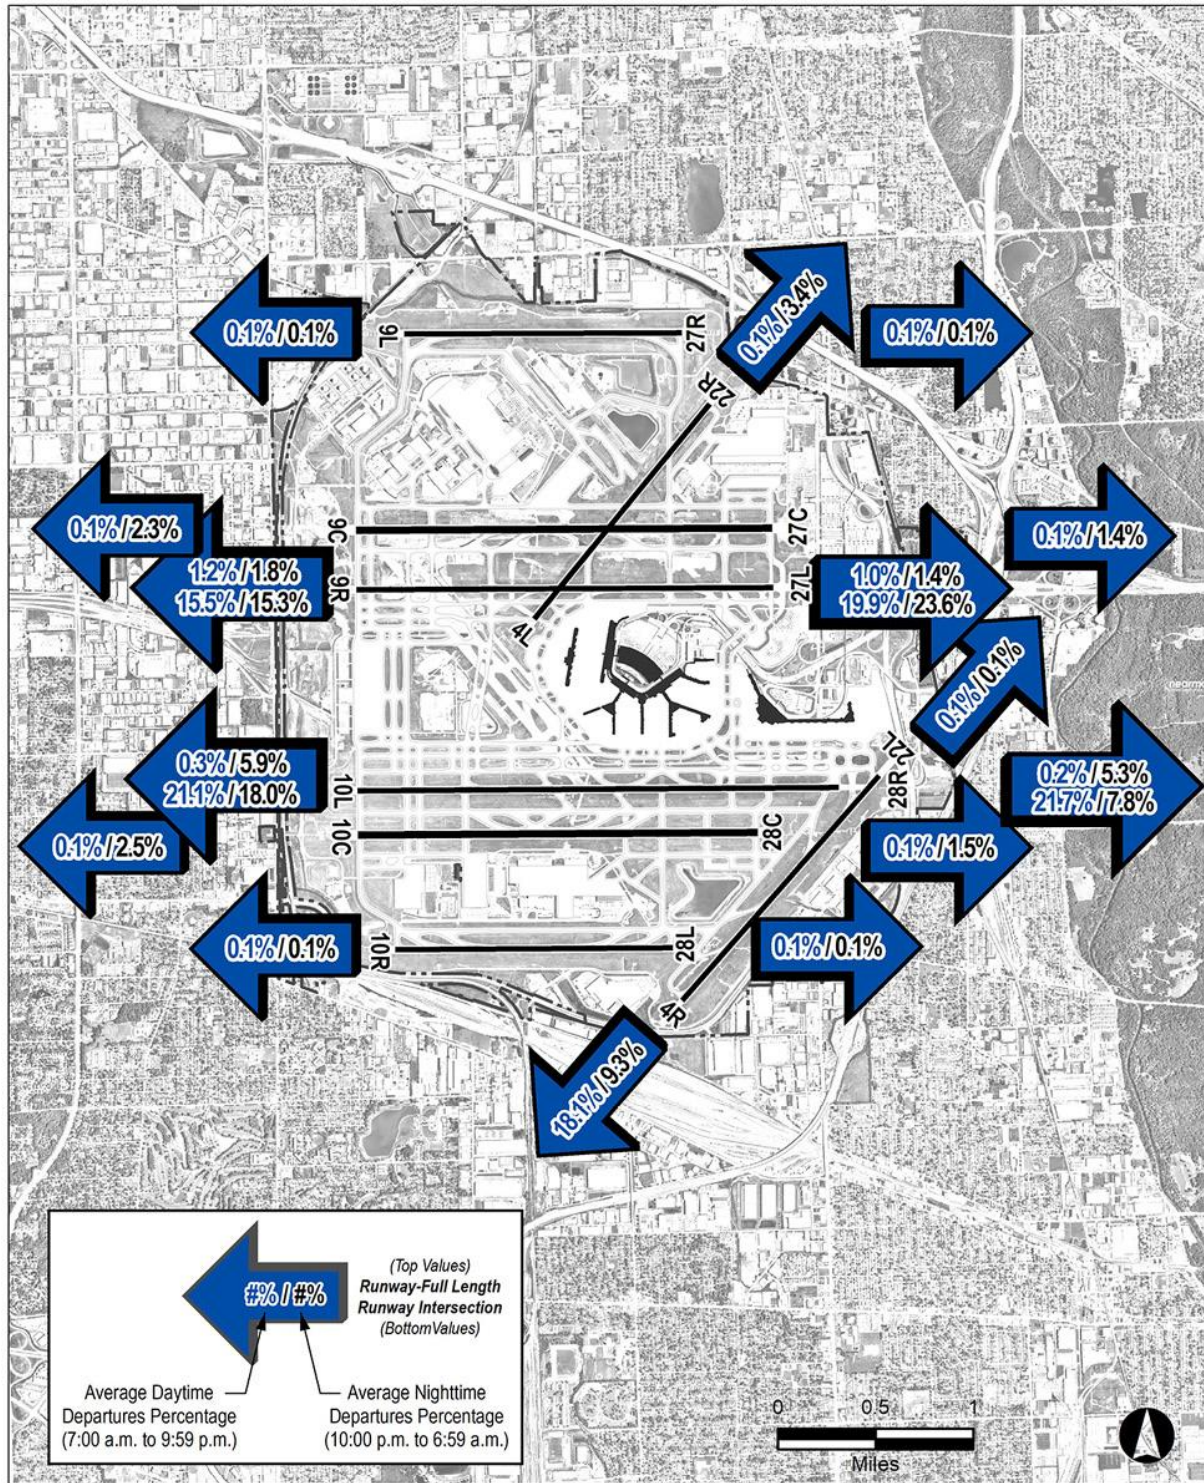 0.1%/3.4%
0.1%/0.1%
0.1%/0.1%
9L
27R
22R
0.1%/2.3%
9C
27C
0.1%/1.4%
1.2%/1.8%
15.5%/15.3%
9R
27L
1.0%/1.4%
19.9%/23.6%
4L
0.1%/0.1%
22L
0.3%/5.9%
21.1%/18.0%
10L
28R
0.2%/5.3%
21.7%/7.8%
0.1%/2.5%
10C
28C
0.1%/1.5%
0.1%/0.1%
10R
28L
0.1%/0.1%
4R
18.1%/9.3%
#% / #%
(Top Values)
Runway-Full Length
Runway Intersection
(BottomValues)
Average Daytime
Departures Percentage
(7:00 a.m. to 9:59 p.m.)
Average Nighttime
Departures Percentage
(10:00 p.m. to 6:59 a.m.)
0 0.5 1
Miles